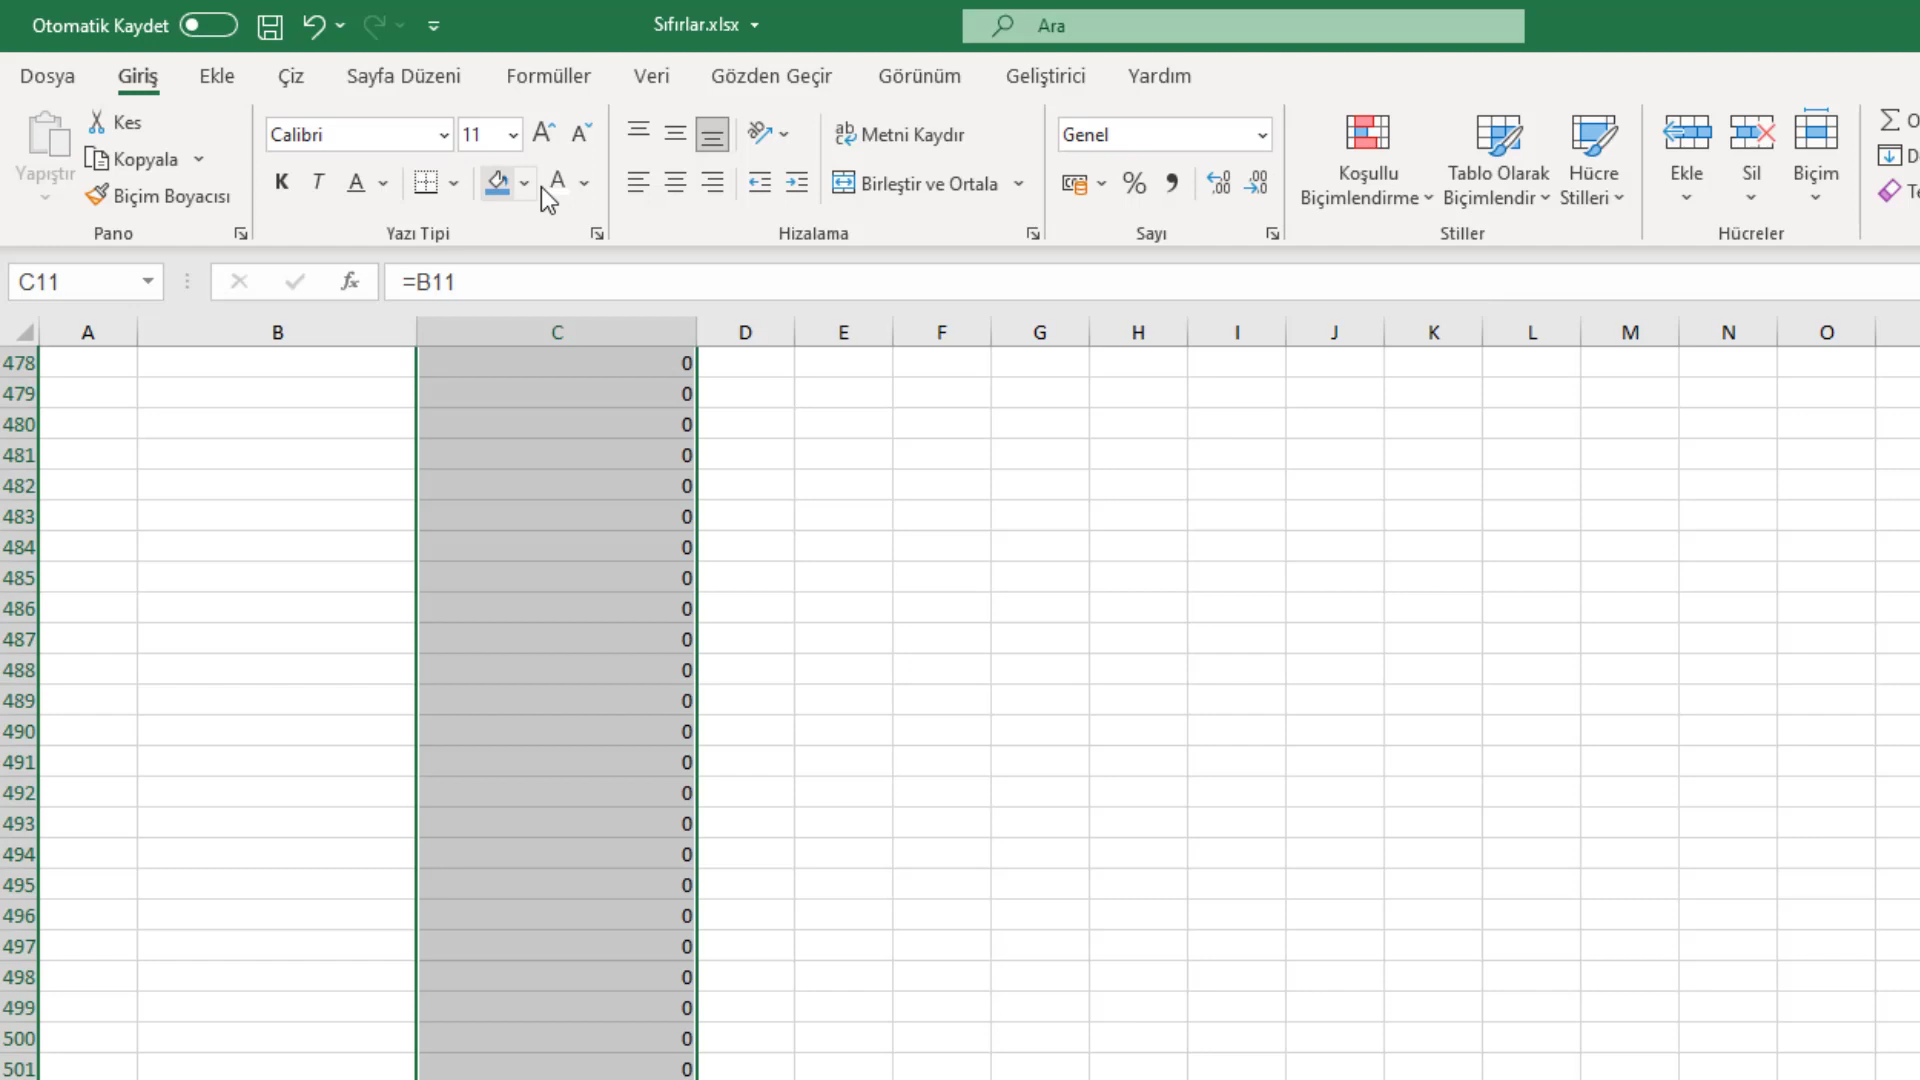 Otomatik Kaydet
Sıfırlar.xlsx
Ara
Dosya Giriş Ekle Çiz Sayfa Düzeni Formüller Veri Gözden Geçir Görünüm Geliştirici Yardım
Yapıştır
Kes
Kopyala
Biçim Boyacısı
Pano
Calibri 11
K T A
Yazı Tipi
Metni Kaydır
Birleştir ve Ortala
Hizalama
Genel
Sayı
Koşullu Biçimlendirme
Tablo Olarak Biçimlendir
Hücre Stilleri
Stiller
Ekle Sil Biçim
Hücreler
C11 fx =B11
A B C D E F G H I J K L M N O
478 0
479 0
480 0
481 0
482 0
483 0
484 0
485 0
486 0
487 0
488 0
489 0
490 0
491 0
492 0
493 0
494 0
495 0
496 0
497 0
498 0
499 0
500 0
501 0